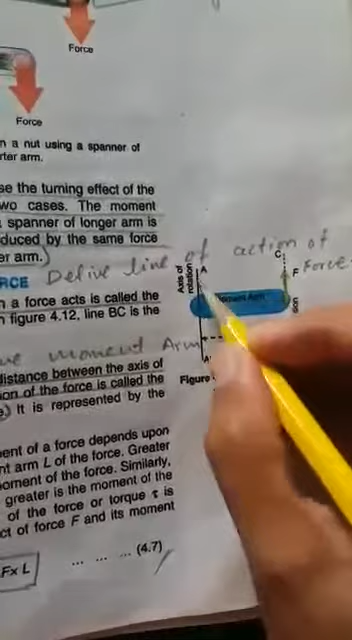 Force
Force
n a nut using a spanner of
rter arm.
se the turning effect of the
two cases. The moment
a spanner of longer arm is
duced by the same force
er arm.)
Define line of action of
Force
RCE
n a force acts is called the
n figure 4.12, line BC is the
Axis of
rotation
A
C
F
Moment Arm
moment Arm
A
distance between the axis of
ion of the force is called the
e.) It is represented by the
Figure
ent of a force depends upon
nt arm L of the force. Greater
oment of the force. Similarly,
greater is the moment of the
of the force or torque τ is
ct of force F and its moment
F x L
... ... ... (4.7)